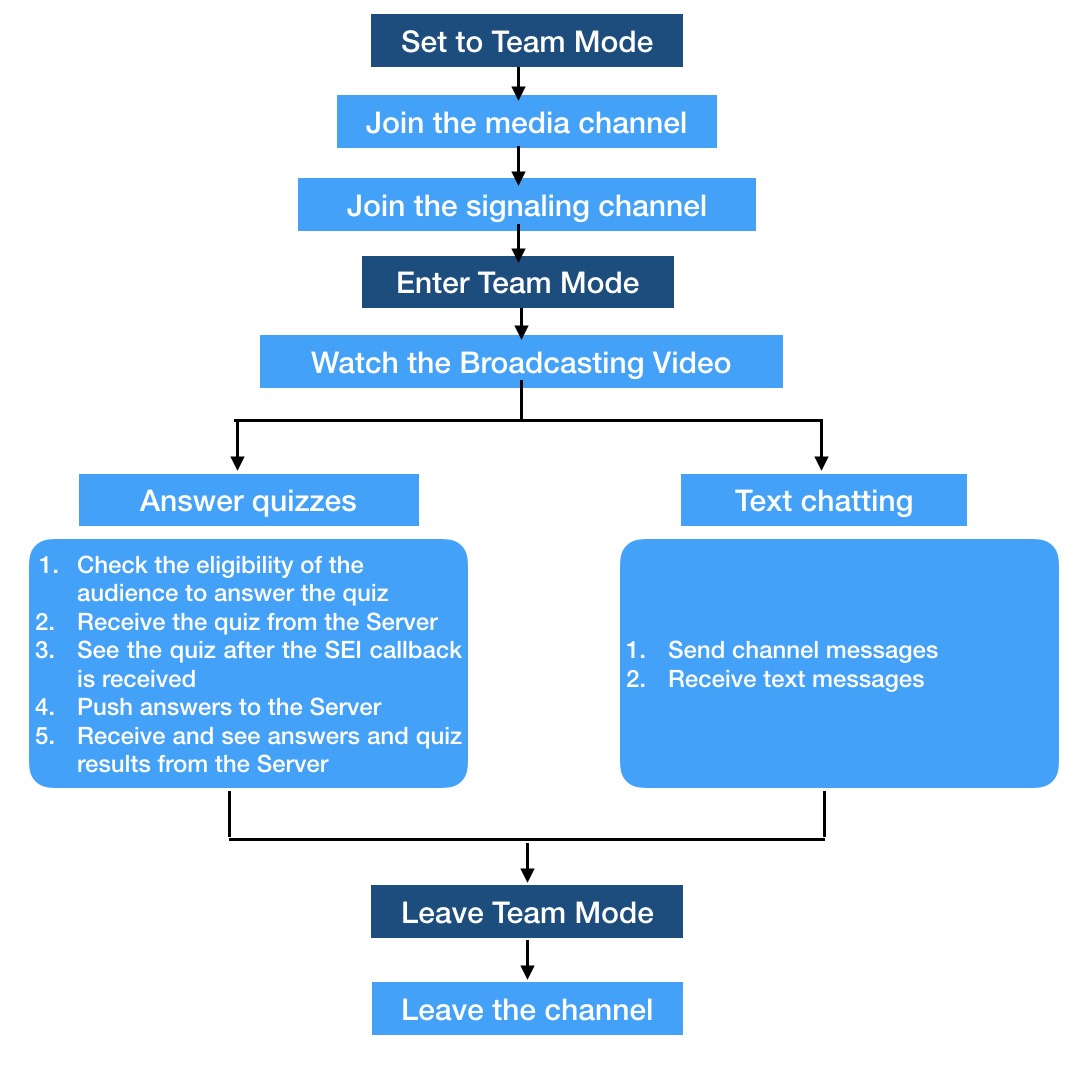 Set to Team Mode
Join the media channel
Join the signaling channel
Enter Team Mode
Watch the Broadcasting Video
Answer quizzes
1. Check the eligibility of the
audience to answer the quiz
2. Receive the quiz from the Server
3. See the quiz after the SEI callback
is received
4. Push answers to the Server
5. Receive and see answers and quiz
results from the Server
Text chatting
1. Send channel messages
2. Receive text messages
Leave Team Mode
Leave the channel